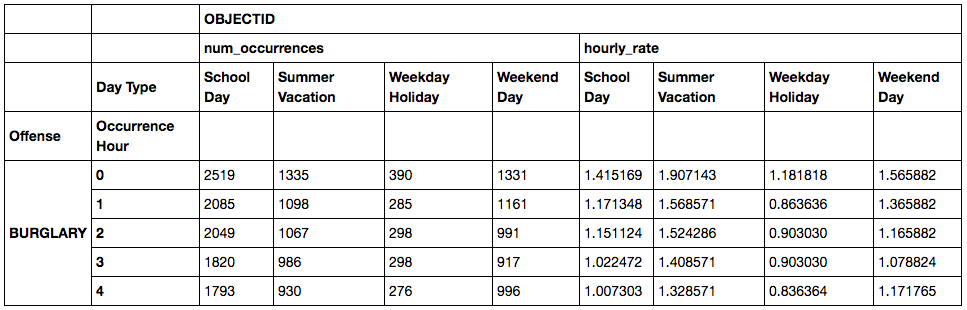 OBJECTID
num_occurrences hourly_rate
Day Type School Day Summer Vacation Weekday Holiday Weekend Day School Day Summer Vacation Weekday Holiday Weekend Day
Offense Occurrence Hour
BURGLARY 0 2519 1335 390 1331 1.415169 1.907143 1.181818 1.565882
1 2085 1098 285 1161 1.171348 1.568571 0.863636 1.365882
2 2049 1067 298 991 1.151124 1.524286 0.903030 1.165882
3 1820 986 298 917 1.022472 1.408571 0.903030 1.078824
4 1793 930 276 996 1.007303 1.328571 0.836364 1.171765